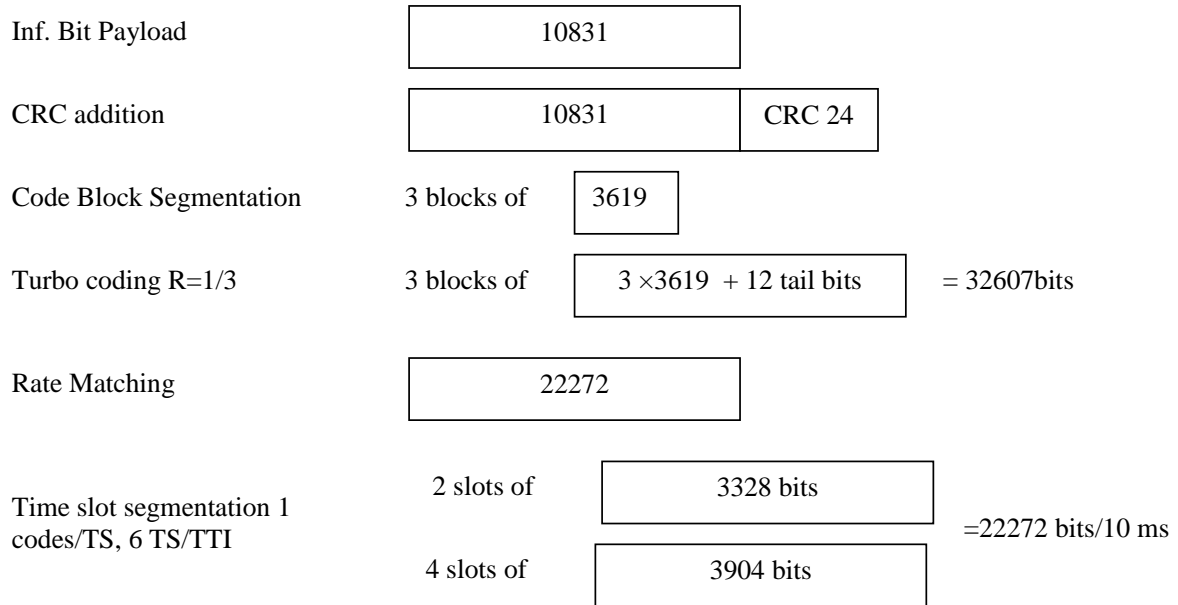 Inf. Bit Payload 10831
CRC addition 10831 CRC 24
Code Block Segmentation 3 blocks of 3619
Turbo coding R=1/3 3 blocks of 3 ×3619 + 12 tail bits = 32607bits
Rate Matching 22272
2 slots of 3328 bits
Time slot segmentation 1
codes/TS, 6 TS/TTI
=22272 bits/10 ms
4 slots of 3904 bits